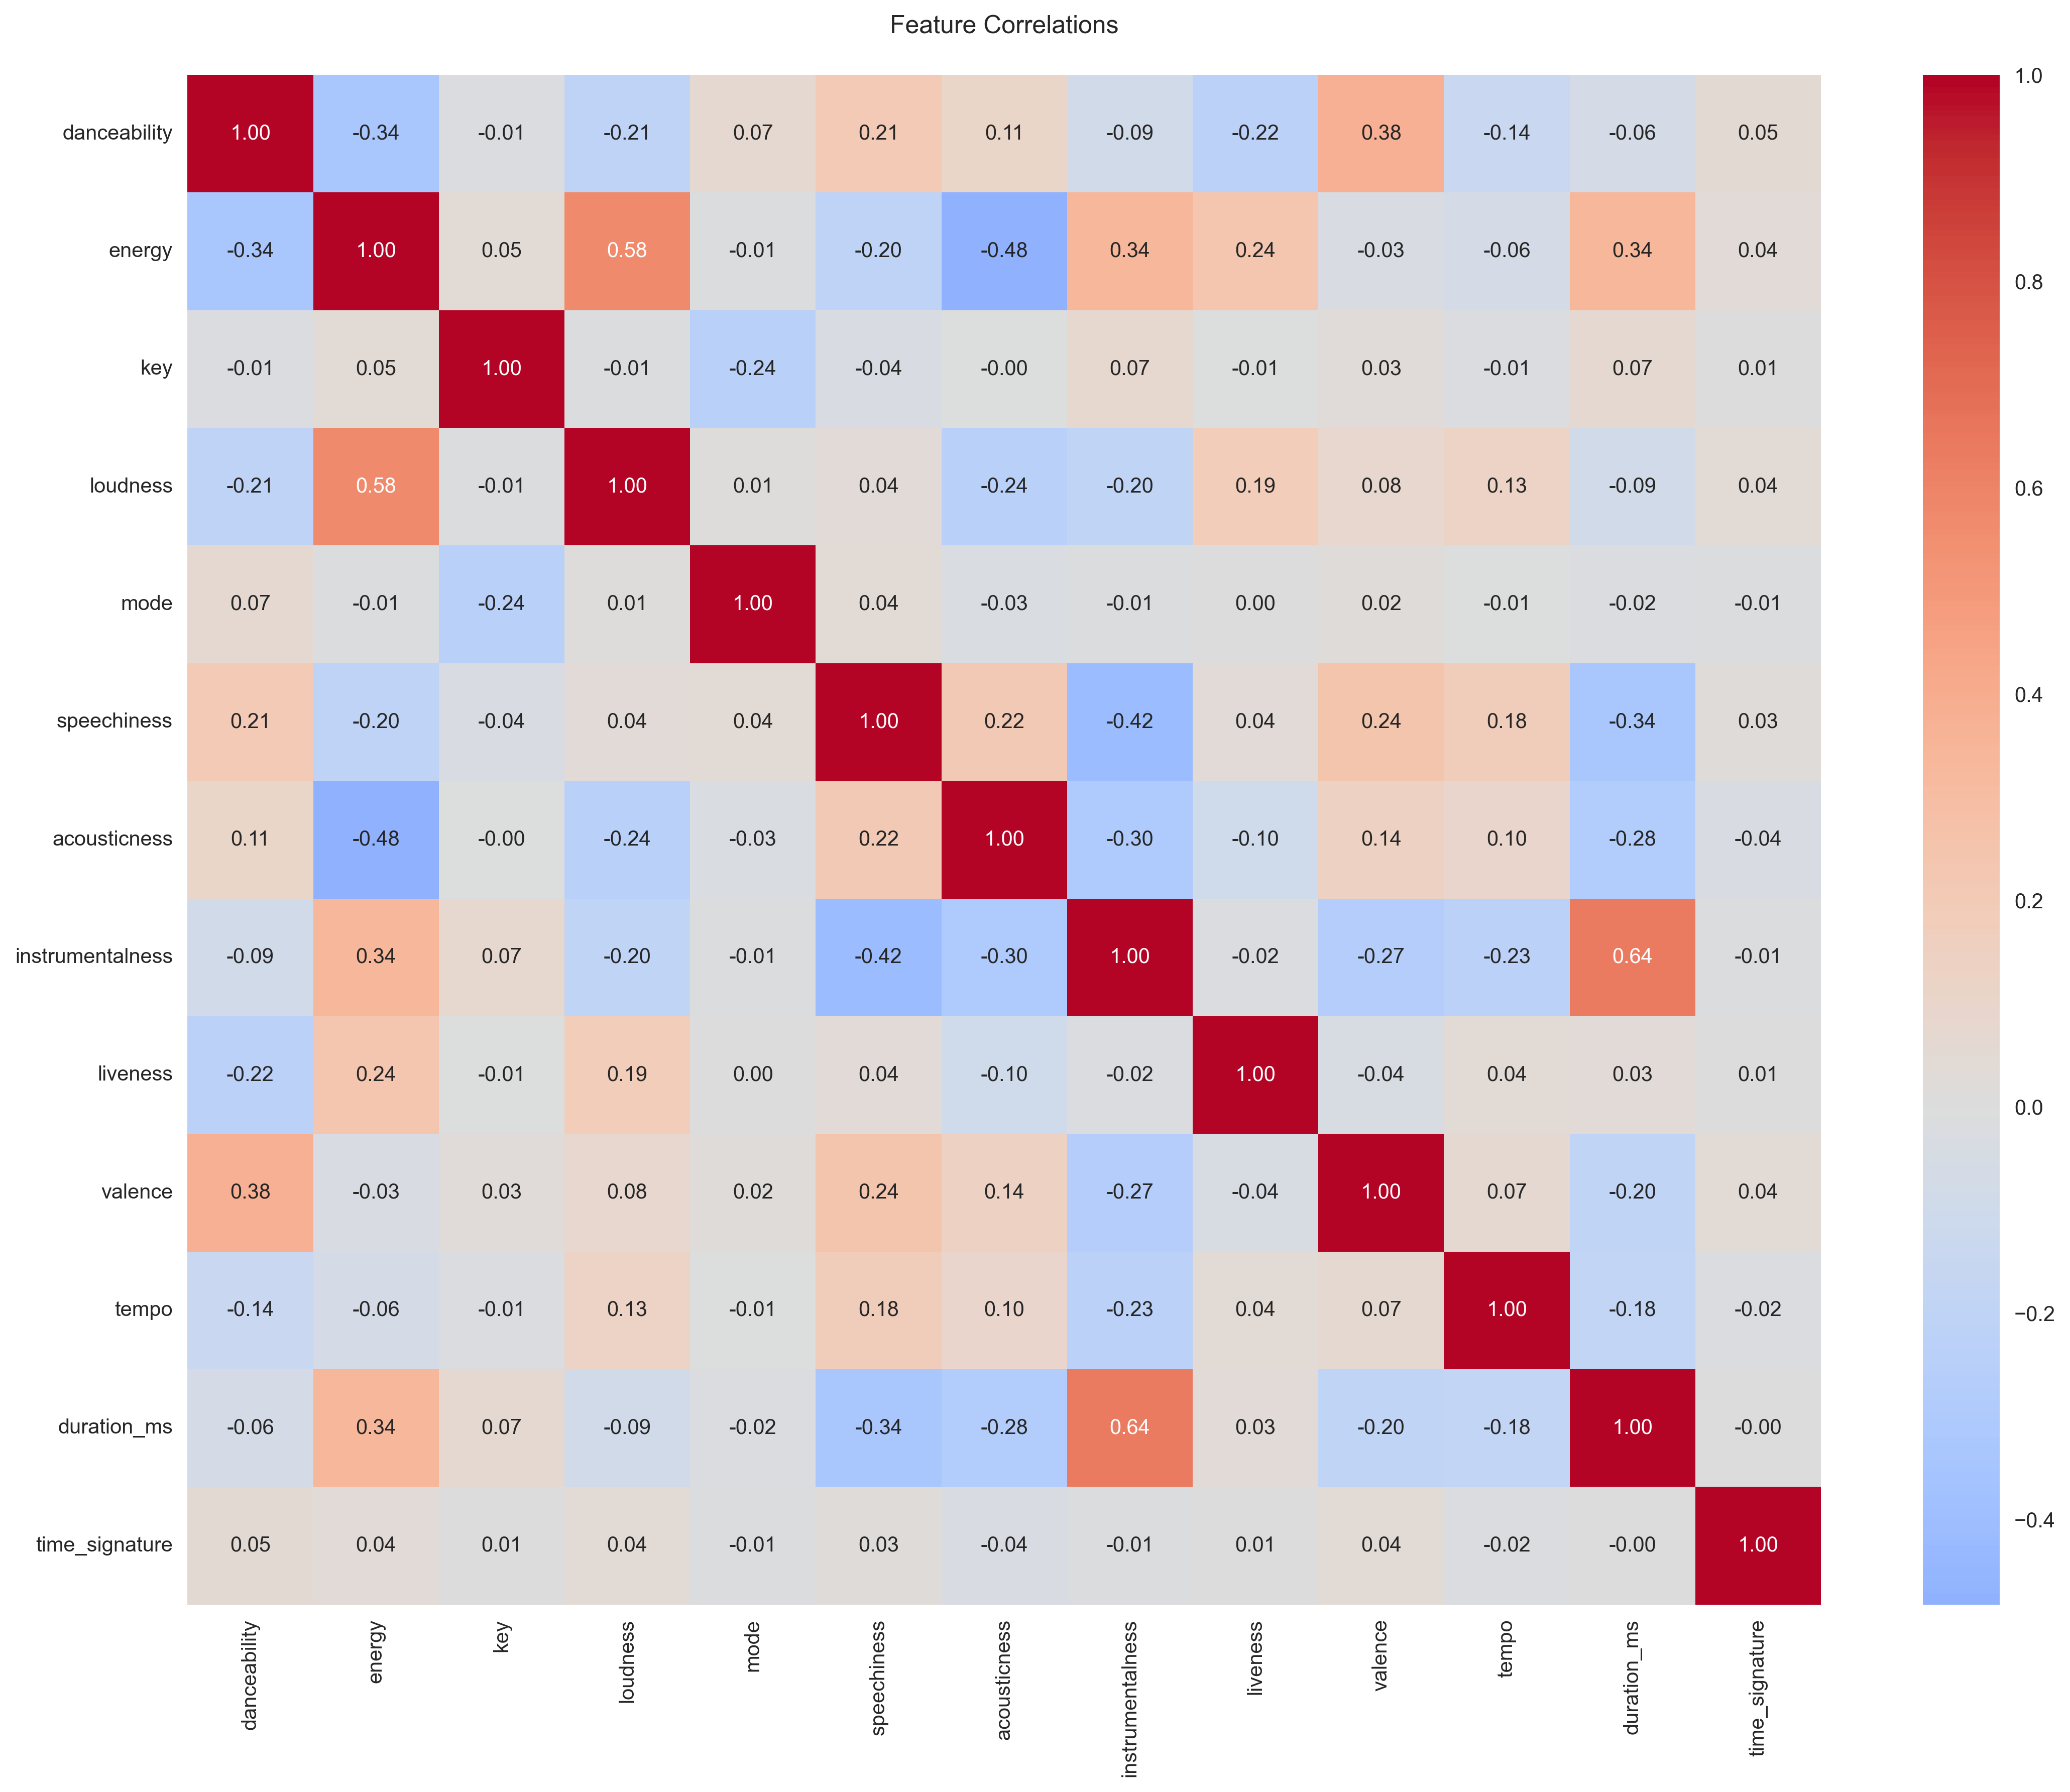 Feature Correlations
danceability 1.00 -0.34 -0.01 -0.21 0.07 0.21 0.11 -0.09 -0.22 0.38 -0.14 -0.06 0.05
energy -0.34 1.00 0.05 0.58 -0.01 -0.20 -0.48 0.34 0.24 -0.03 -0.06 0.34 0.04
key -0.01 0.05 1.00 -0.01 -0.24 -0.04 -0.00 0.07 -0.01 0.03 -0.01 0.07 0.01
loudness -0.21 0.58 -0.01 1.00 0.01 0.04 -0.24 -0.20 0.19 0.08 0.13 -0.09 0.04
mode 0.07 -0.01 -0.24 0.01 1.00 0.04 -0.03 -0.01 0.00 0.02 -0.01 -0.02 -0.01
speechiness 0.21 -0.20 -0.04 0.04 0.04 1.00 0.22 -0.42 0.04 0.24 0.18 -0.34 0.03
acousticness 0.11 -0.48 -0.00 -0.24 -0.03 0.22 1.00 -0.30 -0.10 0.14 0.10 -0.28 -0.04
instrumentalness -0.09 0.34 0.07 -0.20 -0.01 -0.42 -0.30 1.00 -0.02 -0.27 -0.23 0.64 -0.01
liveness -0.22 0.24 -0.01 0.19 0.00 0.04 -0.10 -0.02 1.00 -0.04 0.04 0.03 0.01
valence 0.38 -0.03 0.03 0.08 0.02 0.24 0.14 -0.27 -0.04 1.00 0.07 -0.20 0.04
tempo -0.14 -0.06 -0.01 0.13 -0.01 0.18 0.10 -0.23 0.04 0.07 1.00 -0.18 -0.02
duration_ms -0.06 0.34 0.07 -0.09 -0.02 -0.34 -0.28 0.64 0.03 -0.20 -0.18 1.00 -0.00
time_signature 0.05 0.04 0.01 0.04 -0.01 0.03 -0.04 -0.01 0.01 0.04 -0.02 -0.00 1.00
danceability
energy
key
loudness
mode
speechiness
acousticness
instrumentalness
liveness
valence
tempo
duration_ms
time_signature
1.0
0.8
0.6
0.4
0.2
0.0
−0.2
−0.4